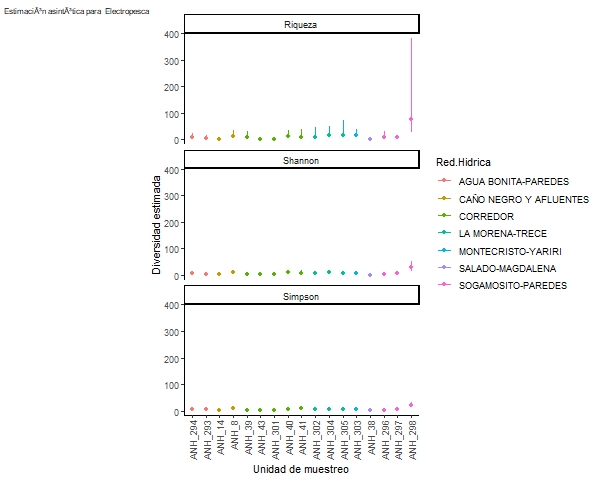 EstimaciÃ³n asintÃ³tica para Electropesca
Riqueza
400
300
200
100
0
Shannon
400
300
200
100
0
Simpson
400
300
200
100
0
Diversidad estimada
ANH_294
ANH_293
ANH_14
ANH_8
ANH_39
ANH_43
ANH_301
ANH_40
ANH_41
ANH_302
ANH_304
ANH_305
ANH_303
ANH_38
ANH_296
ANH_297
ANH_298
Unidad de muestreo
Red.Hidrica
AGUA BONITA-PAREDES
CAÑO NEGRO Y AFLUENTES
CORREDOR
LA MORENA-TRECE
MONTECRISTO-YARIRI
SALADO-MAGDALENA
SOGAMOSITO-PAREDES